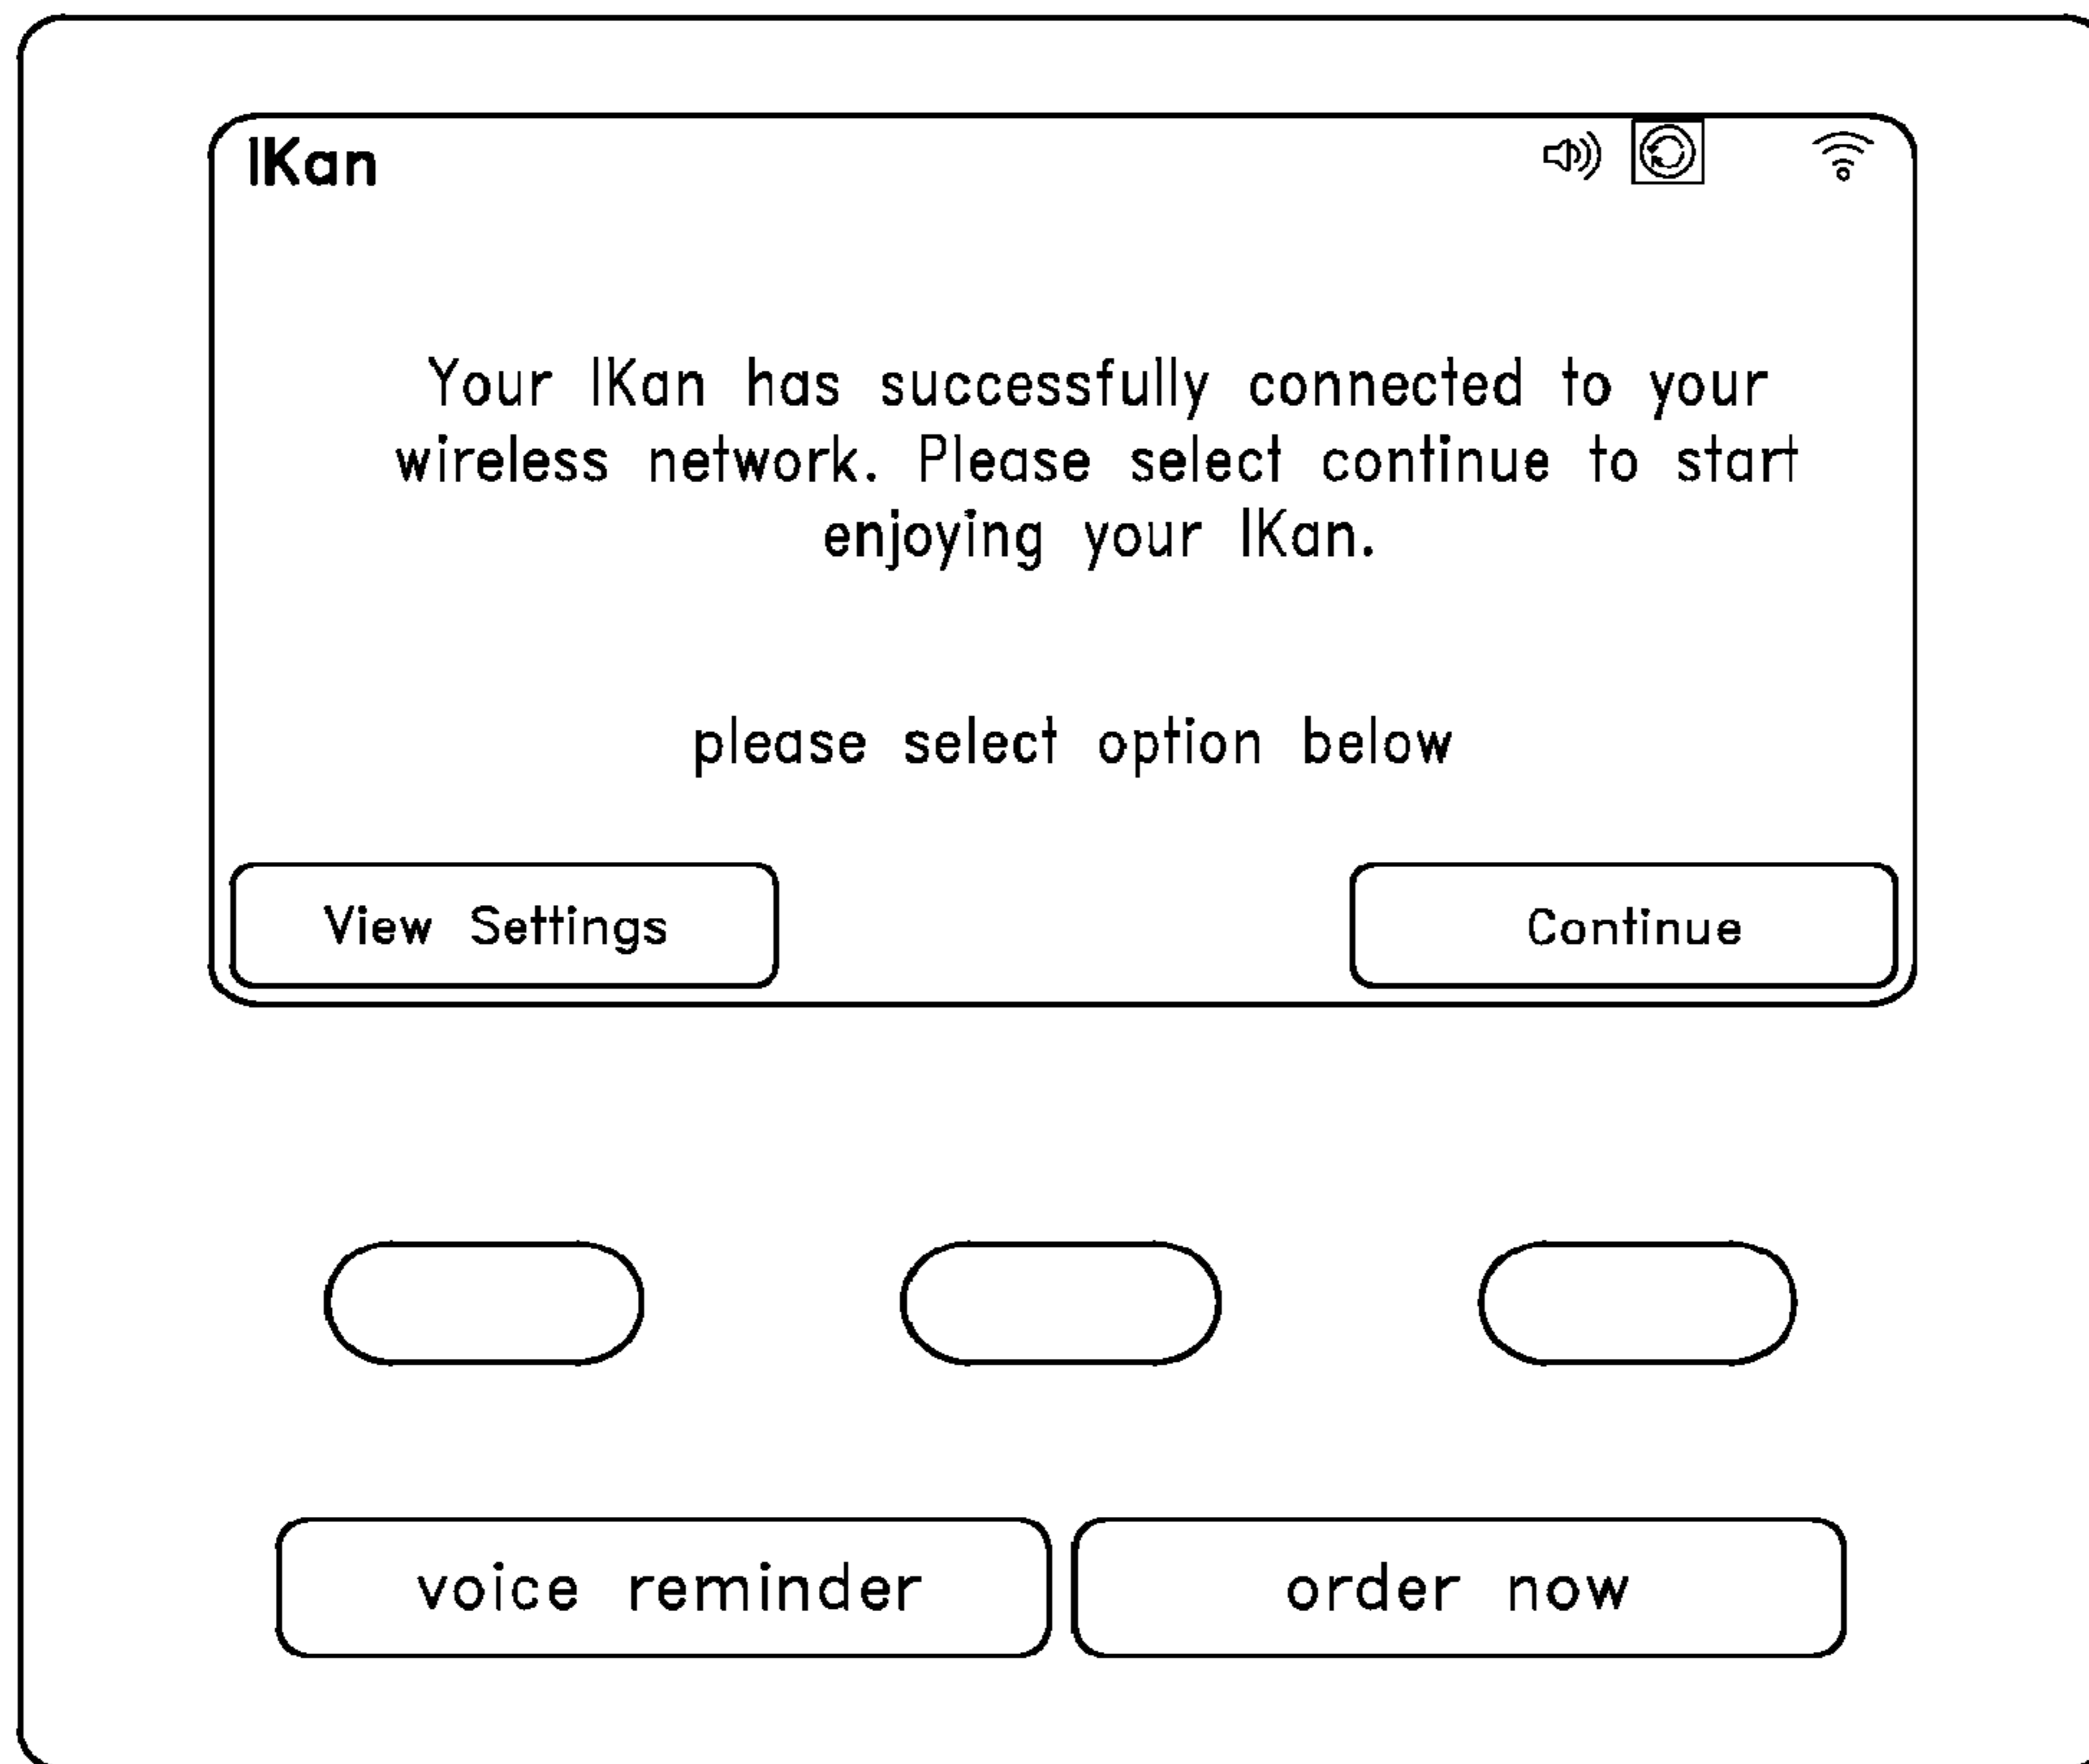 IKan
Your IKan has successfully connected to your
wireless network. Please select continue to start
enjoying your IKan.
please select option below
View Settings
Continue
voice reminder
order now